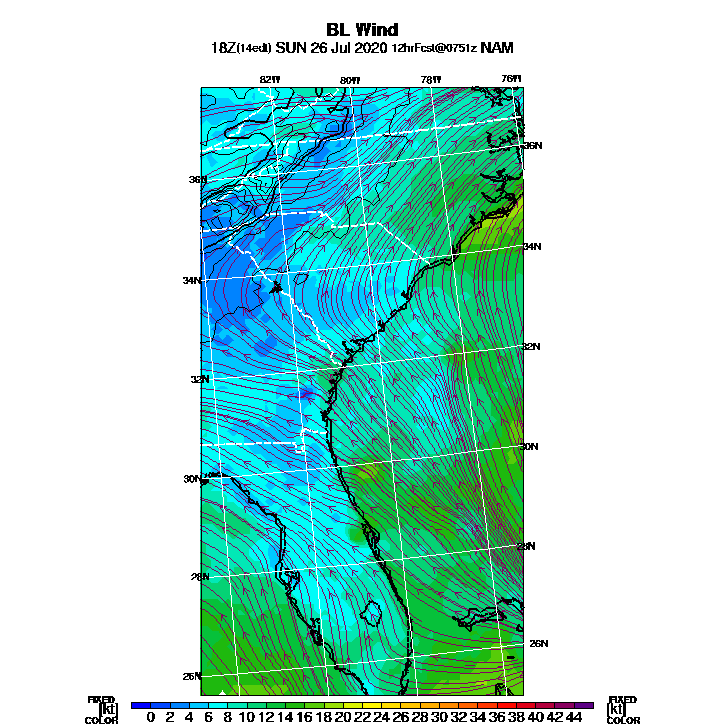 BL Wind
18Z(14edt) SUN 26 Jul 2020 12hrFcst@0751z NAM
82W 80W 78W 76W
36N
36N
34N
34N
32N
32N
30N
30N
28N
28N
26N
26N
FIXED FIXED
[kt] 0 2 4 6 8 10 12 14 16 18 20 22 24 26 28 30 32 34 36 38 40 42 44 [kt]
COLOR COLOR